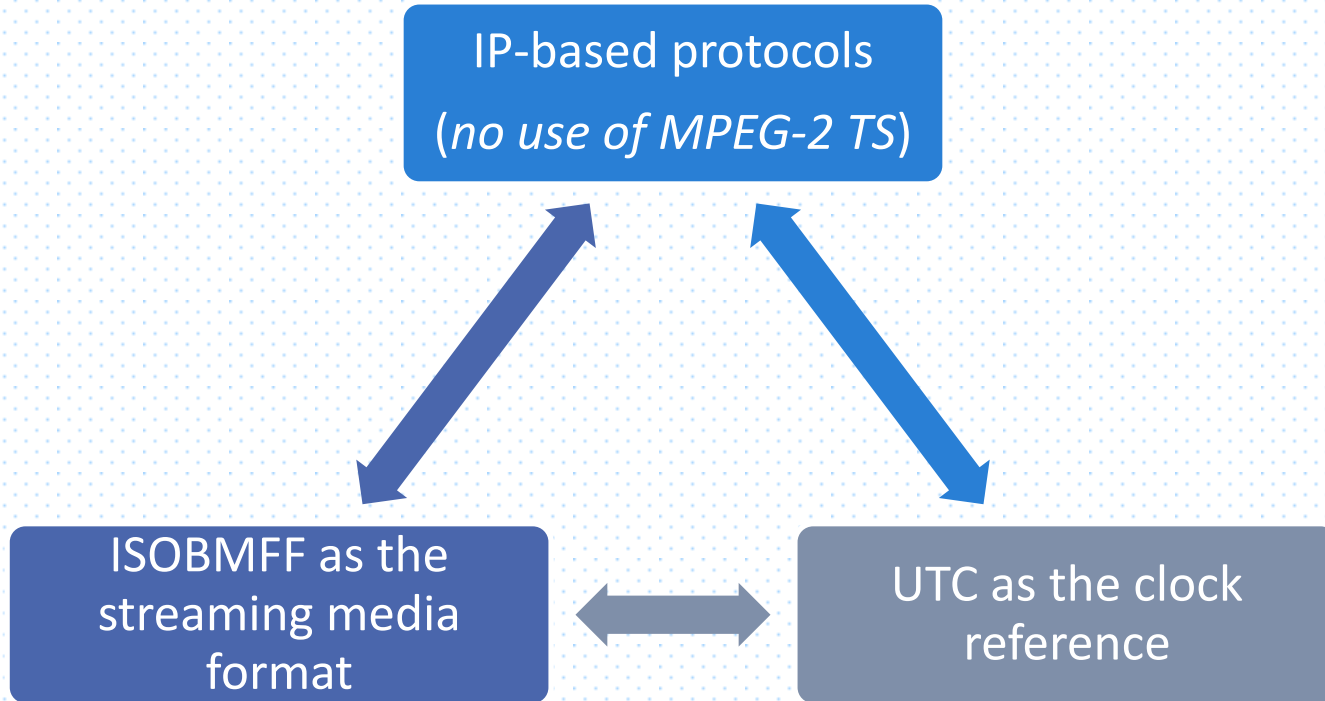 IP-based protocols
(no use of MPEG-2 TS)
ISOBMFF as the
streaming media
format
UTC as the clock
reference